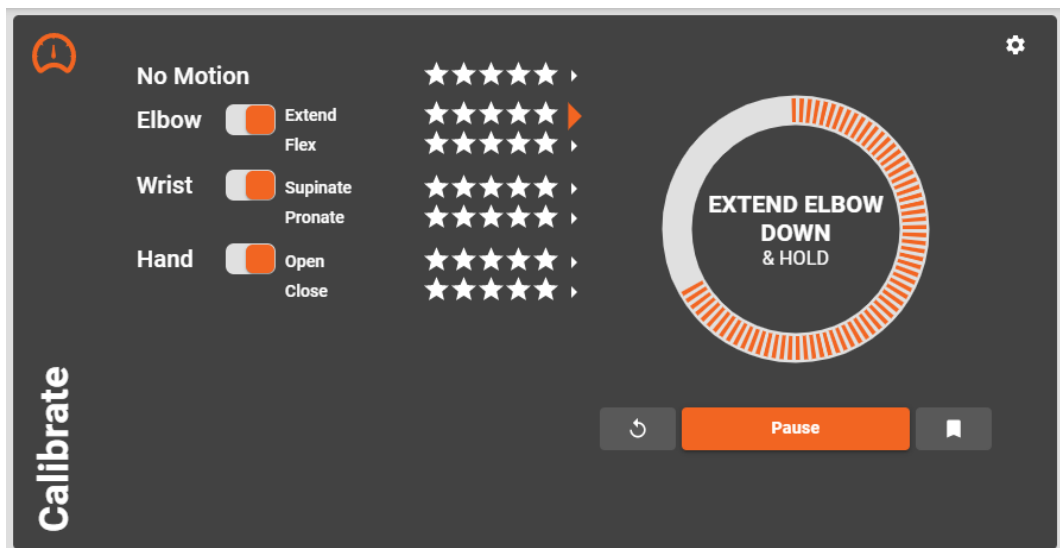 No Motion
Elbow Extend
Flex
Wrist Supinate
Pronate
Hand Open
Close
EXTEND ELBOW
DOWN
& HOLD
Pause
Calibrate